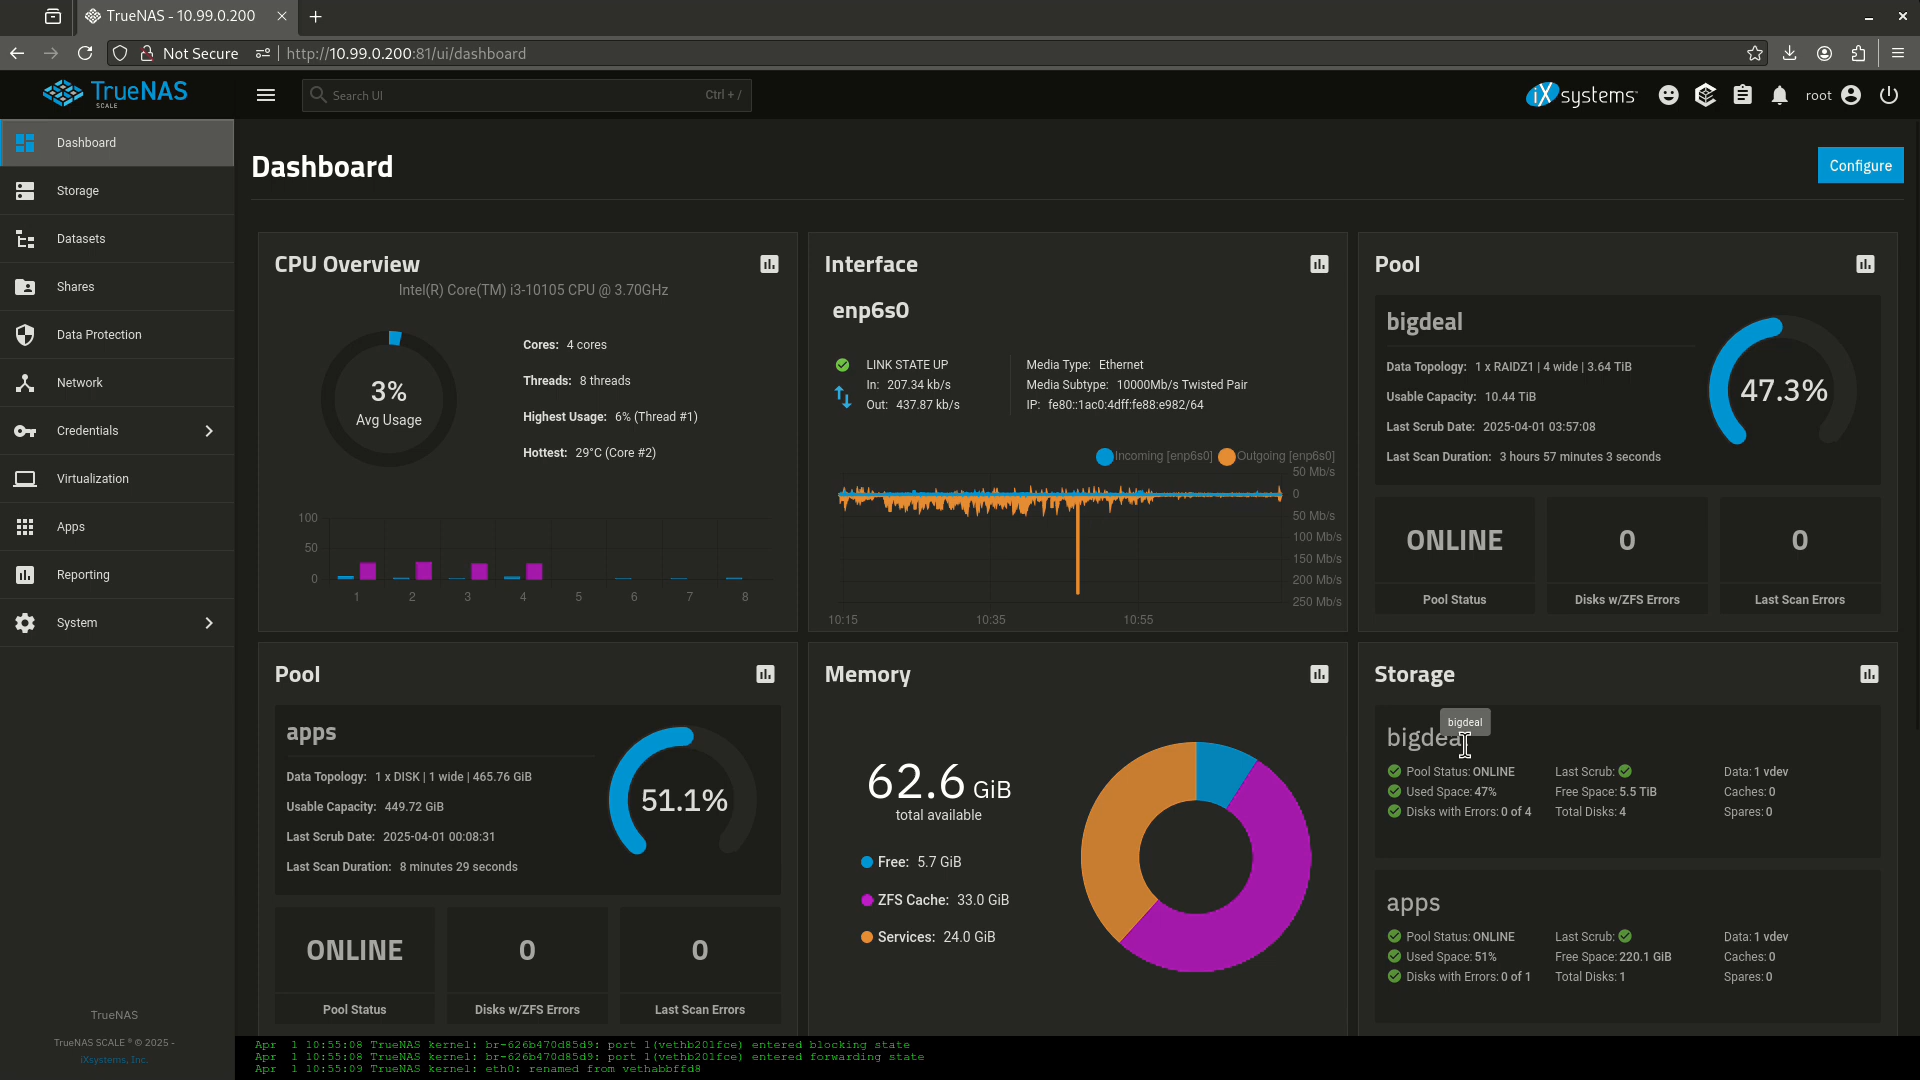 TrueNAS - 10.99.0.200
Not Secure
http://10.99.0.200:81/ui/dashboard
TrueNAS
SCALE
Search UI
Ctrl + /
iXsystems
root
Dashboard
Storage
Datasets
Shares
Data Protection
Network
Credentials
Virtualization
Apps
Reporting
System
TrueNAS
TrueNAS SCALE ® © 2025 -
iXsystems, Inc.
Dashboard
Configure
CPU Overview
Intel(R) Core(TM) i3-10105 CPU @ 3.70GHz
3%
Avg Usage
Cores: 4 cores
Threads: 8 threads
Highest Usage: 6% (Thread #1)
Hottest: 29°C (Core #2)
100
50
0
1 2 3 4 5 6 7 8
Interface
enp6s0
LINK STATE UP
In: 207.34 kb/s
Out: 437.87 kb/s
Media Type: Ethernet
Media Subtype: 10000Mb/s Twisted Pair
IP: fe80::1ac0:4dff:fe88:e982/64
Incoming [enp6s0] Outgoing [enp6s0]
50 Mb/s
0
50 Mb/s
100 Mb/s
150 Mb/s
200 Mb/s
250 Mb/s
10:15 10:35 10:55
Pool
bigdeal
Data Topology: 1 x RAIDZ1 | 4 wide | 3.64 TiB
Usable Capacity: 10.44 TiB
Last Scrub Date: 2025-04-01 03:57:08
Last Scan Duration: 3 hours 57 minutes 3 seconds
47.3%
ONLINE
Pool Status
0
Disks w/ZFS Errors
0
Last Scan Errors
Pool
apps
Data Topology: 1 x DISK | 1 wide | 465.76 GiB
Usable Capacity: 449.72 GiB
Last Scrub Date: 2025-04-01 00:08:31
Last Scan Duration: 8 minutes 29 seconds
51.1%
ONLINE
Pool Status
0
Disks w/ZFS Errors
0
Last Scan Errors
Memory
62.6 GiB
total available
Free: 5.7 GiB
ZFS Cache: 33.0 GiB
Services: 24.0 GiB
Storage
bigdeal
bigdeal
Pool Status: ONLINE Last Scrub: Data: 1 vdev
Used Space: 47% Free Space: 5.5 TiB Caches: 0
Disks with Errors: 0 of 4 Total Disks: 4 Spares: 0
apps
Pool Status: ONLINE Last Scrub: Data: 1 vdev
Used Space: 51% Free Space: 220.1 GiB Caches: 0
Disks with Errors: 0 of 1 Total Disks: 1 Spares: 0
Apr  1 10:55:08 TrueNAS kernel: br-626b470d85d9: port 1(vethb201fce) entered blocking state
Apr  1 10:55:08 TrueNAS kernel: br-626b470d85d9: port 1(vethb201fce) entered forwarding state
Apr  1 10:55:09 TrueNAS kernel: eth0: renamed from vethabbffd8